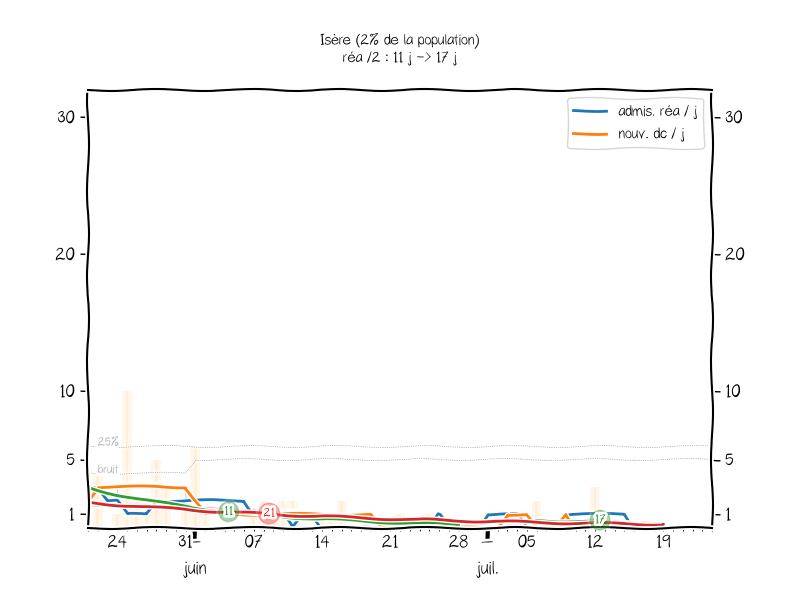 Isère (2% de la population)
réa /2 : 11 j -> 17 j
admis. réa / j
nouv. dc / j
30 30
20 20
10 10
25%
5 5
bruit
1 11 21 17 1
24 31 07 14 21 28 05 12 19
juin juil.